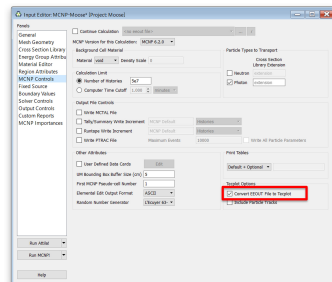 Input Editor: MCNP Moose* [Project: Moose]
Panels
General
Mesh Geometry
Cross Section Library
Energy Group Attribu
Material Editor
Region Attributes
MCNP Controls
Fixed Source
Boundary Values
Solver Controls
Output Controls
Custom Reports
MCNP Importances
Run Attila!
Run MCNP!
Help
Continue Calculation
MCNP Version for this Calculation: MCNP 6.2.0
Background Cell Material
Material void Density Scale
Calculation Limit
Number of Histories 5e7
Computer Time Cutoff 1.000 minutes
Output File Controls
Write MCTAL File
Tally/Summary Write Increment MCNP Default Histories
Runtape Write Increment MCNP Default Histories
Write PTRAC File Maximum Events 10000 Write All Particle Parameters
Other Attributes
User Defined Data Cards Edit
UM Bounding Box Buffer Size (cm) 5
First MCNP Pseudo-cell Number 1
Elemental Edit Output Format ASCII
Random Number Generator L'Ecuyer 63-
Particle Types to Transport
Cross Section
Library Extension
Neutron extension
Photon extension
Print Tables
Default + Optional
Tecplot Options
Convert EEOUT File to Tecplot
Include Particle Tracks